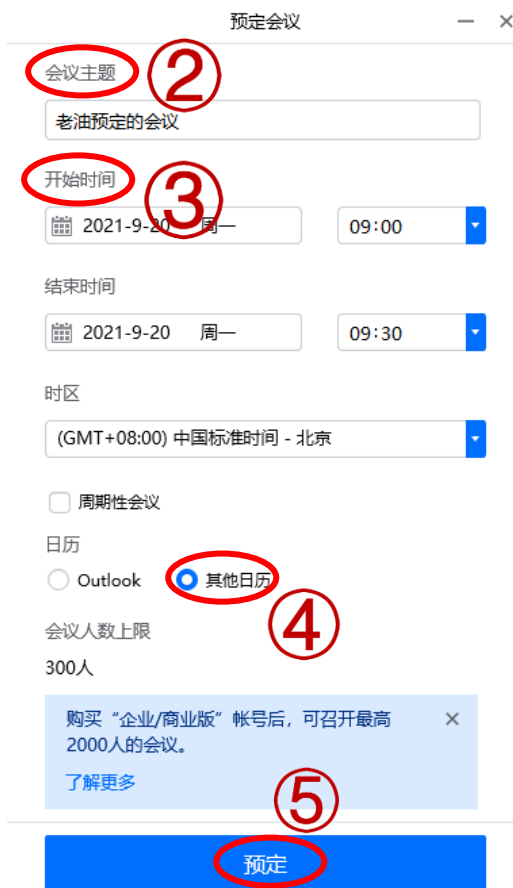 预定会议
会议主题 ②
老油预定的会议
开始时间 ③
2021-9-20 周一 09:00
结束时间
2021-9-20 周一 09:30
时区
(GMT+08:00) 中国标准时间 - 北京
周期性会议
日历
Outlook 其他日历
④
会议人数上限
300人
购买“企业/商业版”帐号后，可召开最高
2000人的会议。
了解更多
⑤
预定